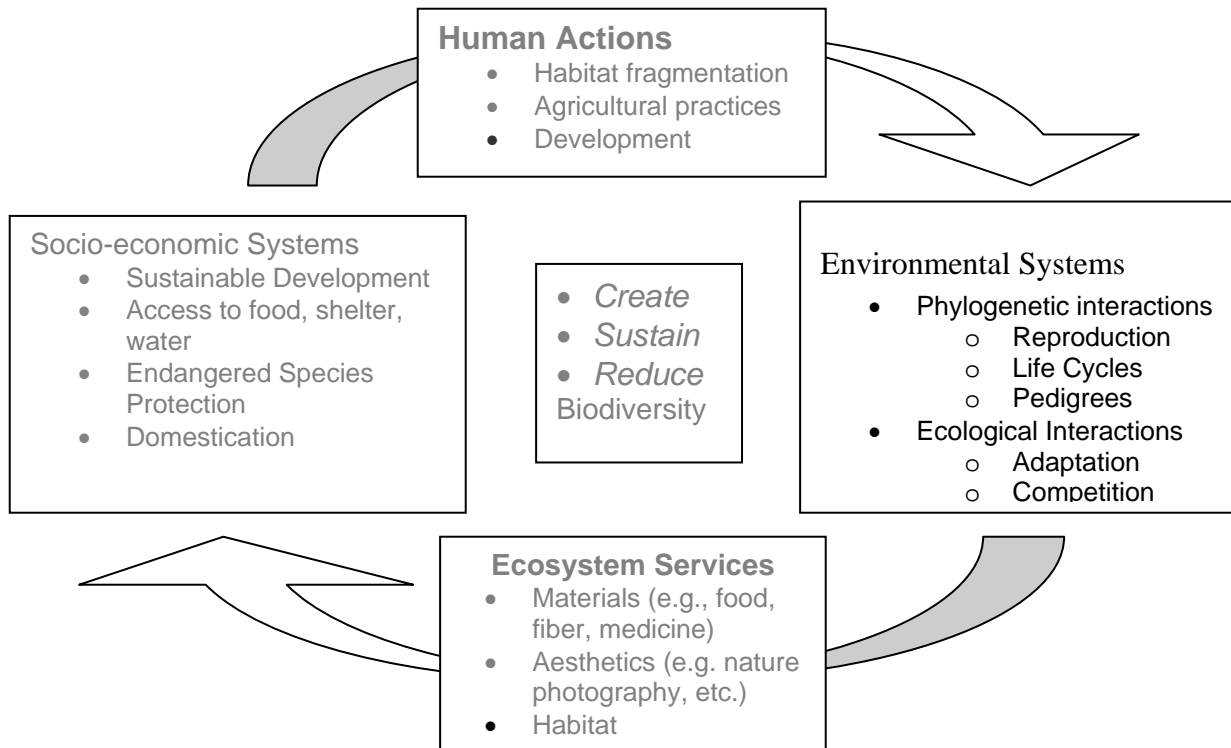 Human Actions
• Habitat fragmentation
• Agricultural practices
• Development
Socio-economic Systems
• Sustainable Development
• Access to food, shelter,
water
• Endangered Species
Protection
• Domestication
• Create
• Sustain
• Reduce
Biodiversity
Environmental Systems
• Phylogenetic interactions
o Reproduction
o Life Cycles
o Pedigrees
• Ecological Interactions
o Adaptation
o Competition
Ecosystem Services
• Materials (e.g., food,
fiber, medicine)
• Aesthetics (e.g. nature
photography, etc.)
• Habitat